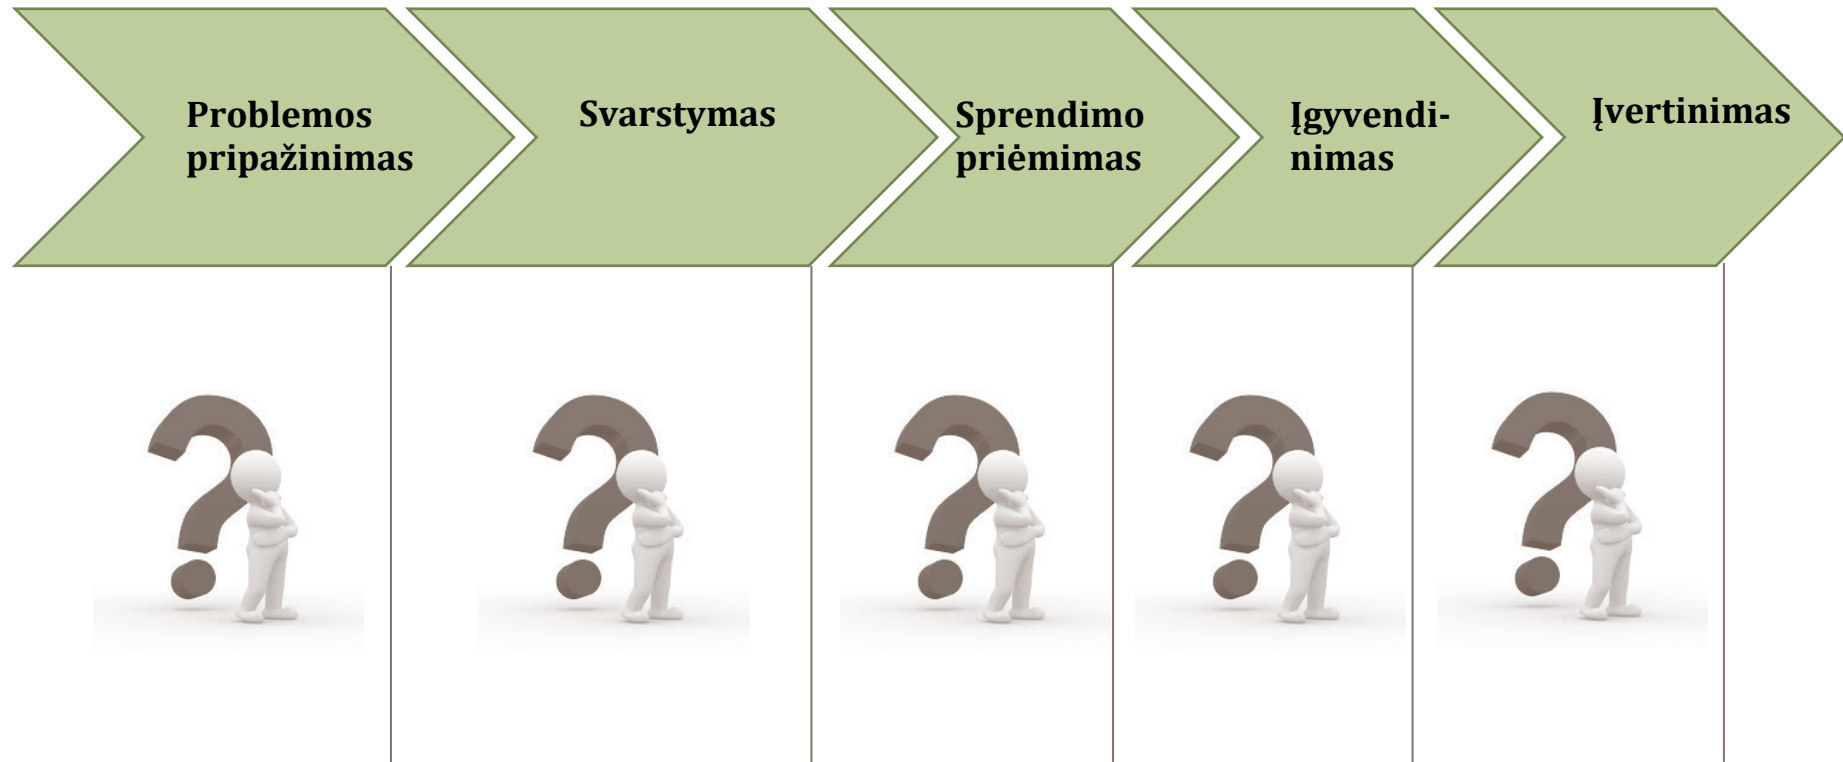 Problemos
pripažinimas
Svarstymas
Sprendimo
priėmimas
Įgyvendi-
nimas
Įvertinimas